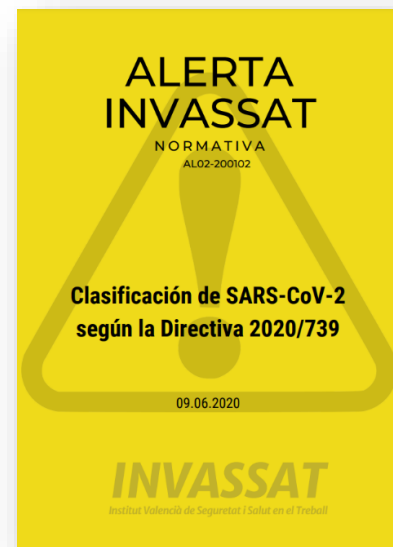 ALERTA
INVASSAT
NORMATIVA
AL02-200102
Clasificación de SARS-CoV-2
según la Directiva 2020/739
09.06.2020
INVASSAT
Institut Valencià de Seguretat i Salut en el Treball